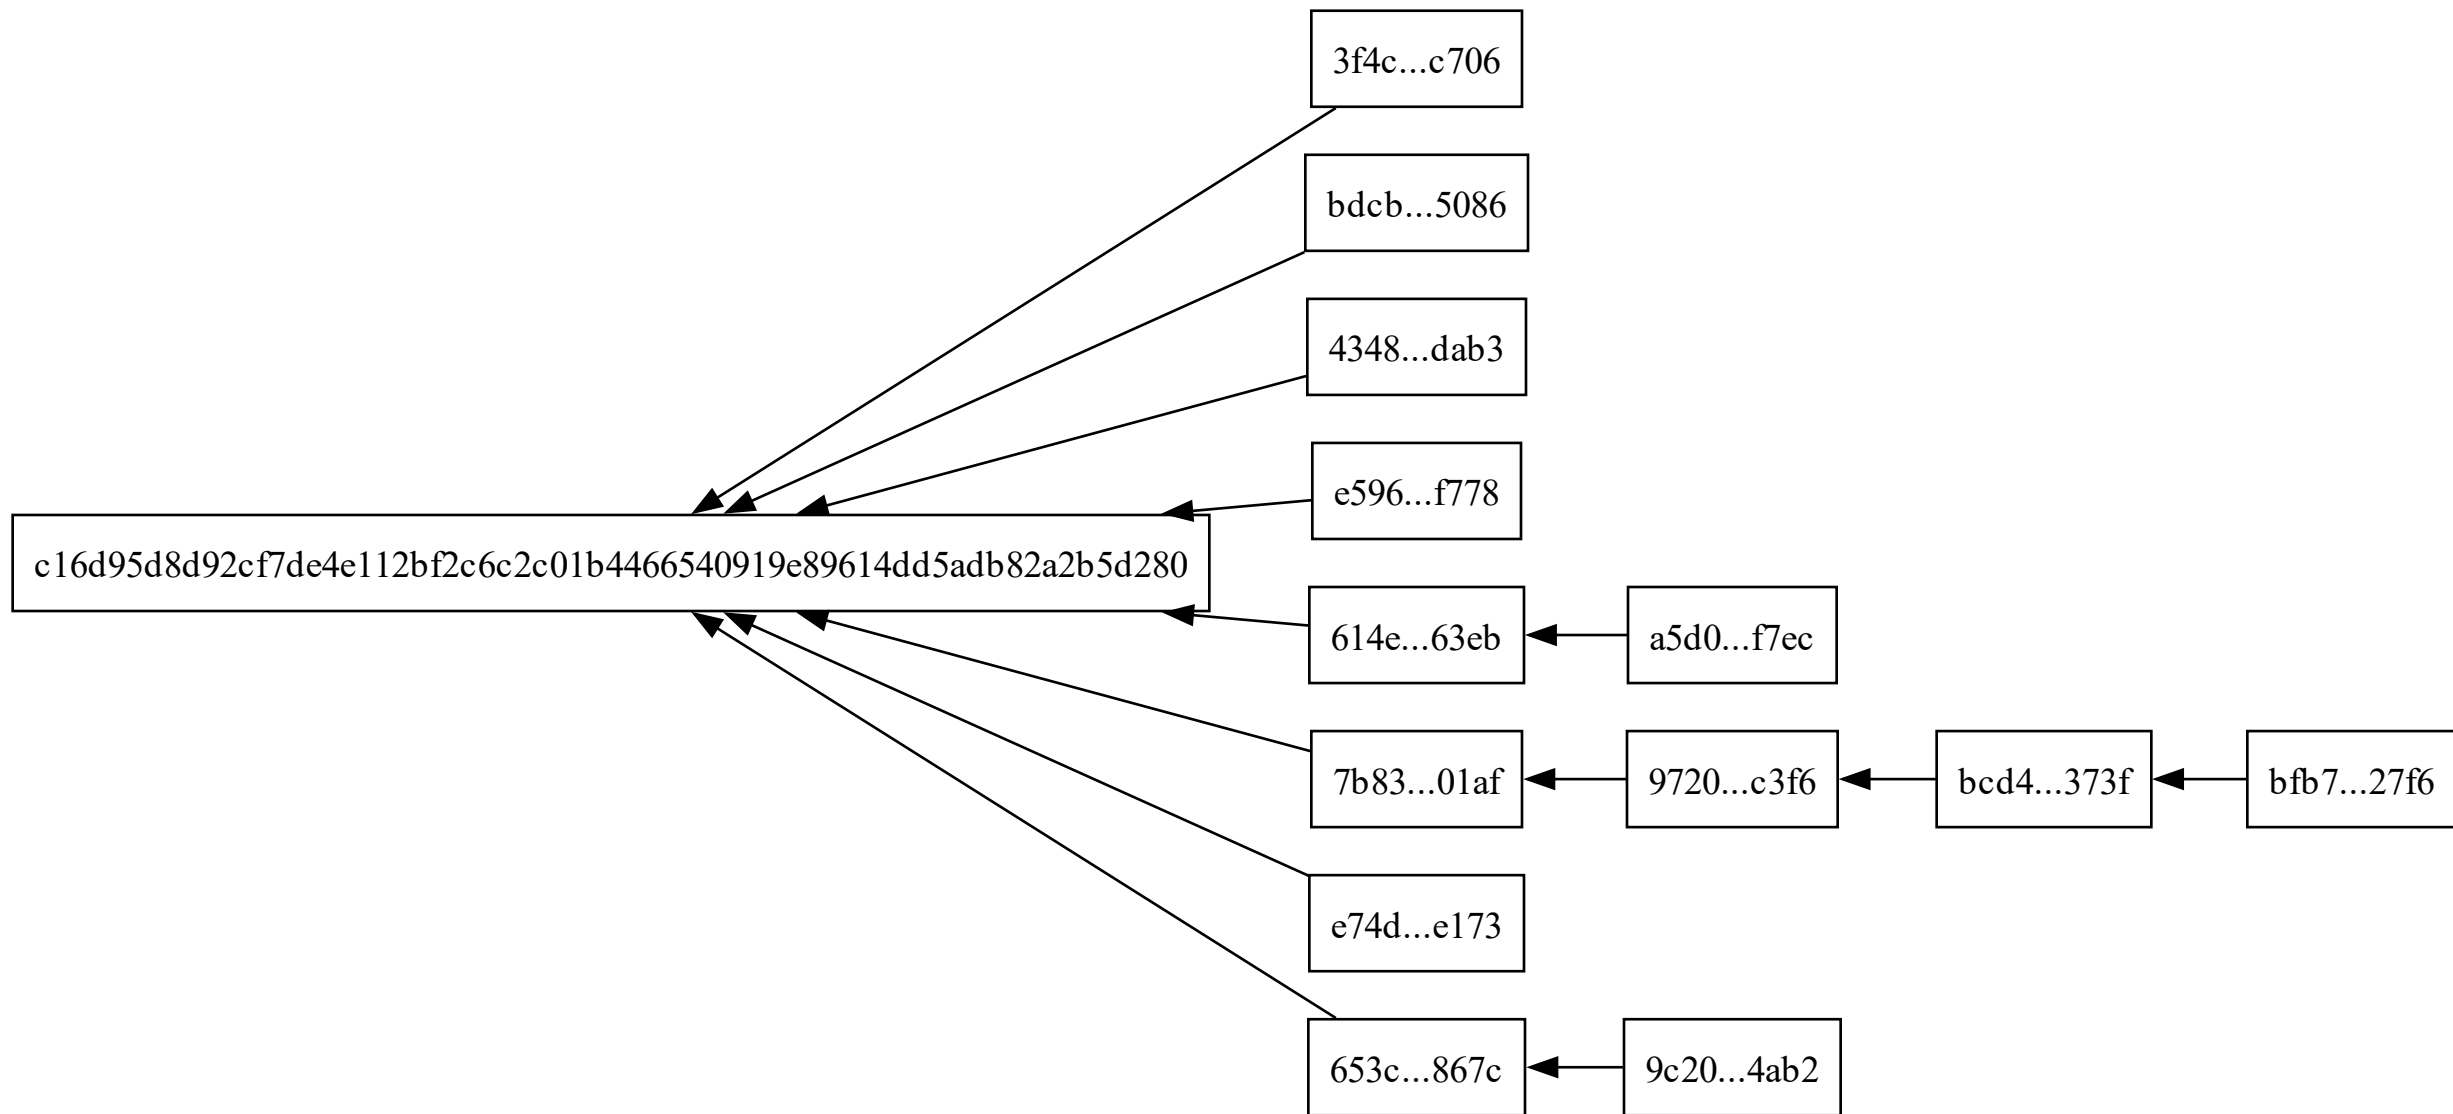 3f4c...c706
bdcb...5086
4348...dab3
e596...f778
c16d95d8d92cf7de4e112bf2c6c2c01b4466540919e89614dd5adb82a2b5d280
614e...63eb
a5d0...f7ec
7b83...01af
9720...c3f6
bcd4...373f
bfb7...27f6
e74d...e173
653c...867c
9c20...4ab2